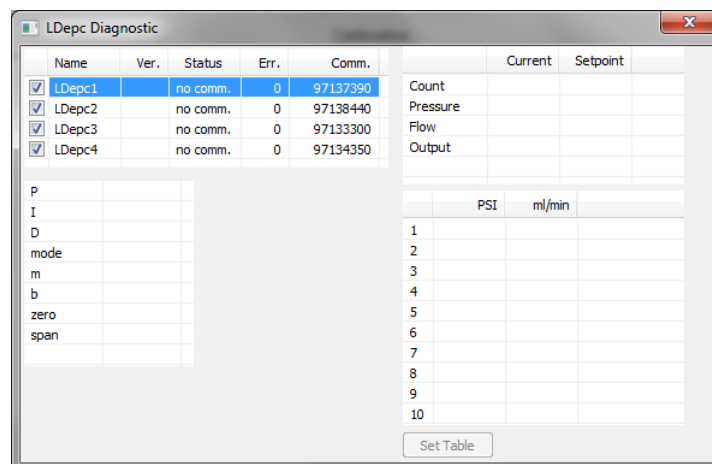 LDepc Diagnostic
Name Ver. Status Err. Comm.
LDepc1 no comm. 0 97137390
LDepc2 no comm. 0 97138440
LDepc3 no comm. 0 97133300
LDepc4 no comm. 0 97134350
P
I
D
mode
m
b
zero
span
Current Setpoint
Count
Pressure
Flow
Output
PSI ml/min
1
2
3
4
5
6
7
8
9
10
Set Table